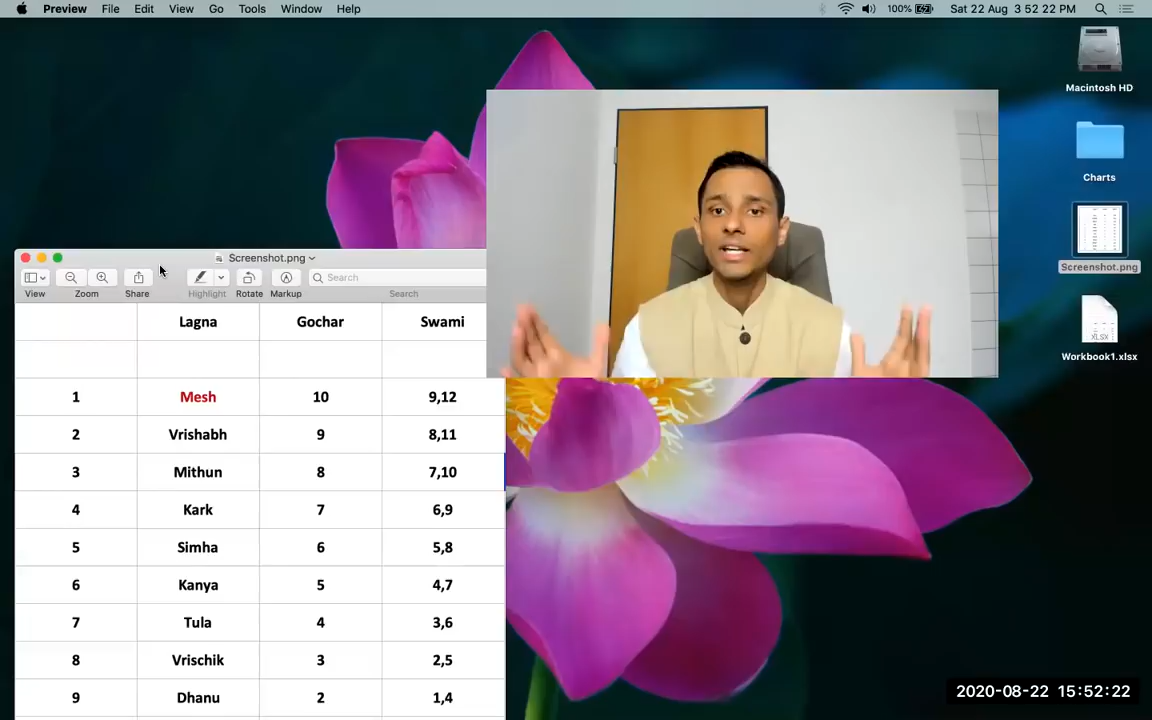 Preview File Edit View Go Tools Window Help 100% Sat 22 Aug 3 52 22 PM
Macintosh HD
Charts
Screenshot.png
Search
View Zoom Share Highlight Rotate Markup Search
Screenshot.png
Lagna Gochar Swami
XLSX
Workbook1.xlsx
1 Mesh 10 9,12
2 Vrishabh 9 8,11
3 Mithun 8 7,10
4 Kark 7 6,9
5 Simha 6 5,8
6 Kanya 5 4,7
7 Tula 4 3,6
8 Vrischik 3 2,5
9 Dhanu 2 1,4
2020-08-22 15:52:22